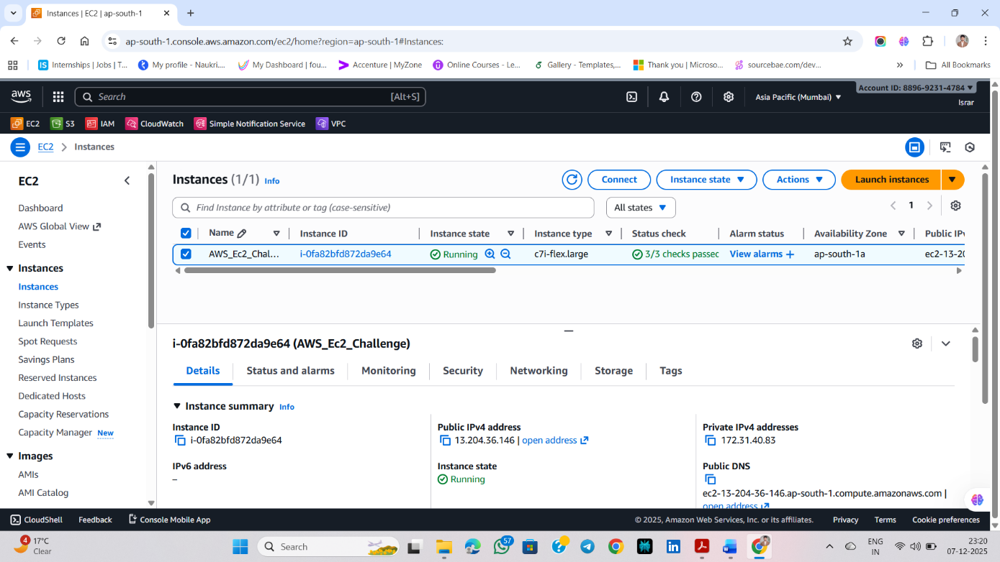 Instances | EC2 | ap-south-1
ap-south-1.console.aws.amazon.com/ec2/home?region=ap-south-1#Instances:
Internships | Jobs | T...
My profile - Naukri....
My Dashboard | fou...
Accenture | MyZone
Online Courses - Le...
Gallery - Templates,...
Thank you | Microso...
sourcebae.com/dev...
All Bookmarks
aws
Search
[Alt+S]
Asia Pacific (Mumbai)
Account ID: 8896-9231-4784
Israr
EC2
S3
IAM
CloudWatch
Simple Notification Service
VPC
EC2
Instances
EC2
Dashboard
AWS Global View
Events
Instances
Instances
Instance Types
Launch Templates
Spot Requests
Savings Plans
Reserved Instances
Dedicated Hosts
Capacity Reservations
Capacity Manager New
Images
AMIs
AMI Catalog
Instances (1/1) Info
Connect
Instance state
Actions
Launch instances
Find Instance by attribute or tag (case-sensitive)
All states
1
Name
Instance ID
Instance state
Instance type
Status check
Alarm status
Availability Zone
Public IPv
AWS_Ec2_Chal...
i-0fa82bfd872da9e64
Running
c7i-flex.large
3/3 checks passec
View alarms +
ap-south-1a
ec2-13-20
i-0fa82bfd872da9e64 (AWS_Ec2_Challenge)
Details
Status and alarms
Monitoring
Security
Networking
Storage
Tags
Instance summary Info
Instance ID
i-0fa82bfd872da9e64
Public IPv4 address
13.204.36.146 | open address
Private IPv4 addresses
172.31.40.83
IPv6 address
–
Instance state
Running
Public DNS
ec2-13-204-36-146.ap-south-1.compute.amazonaws.com |
open address
CloudShell
Feedback
Console Mobile App
© 2025, Amazon Web Services, Inc. or its affiliates.
Privacy
Terms
Cookie preferences
4
17°C
Clear
Search
57
ENG
IN
23:20
07-12-2025